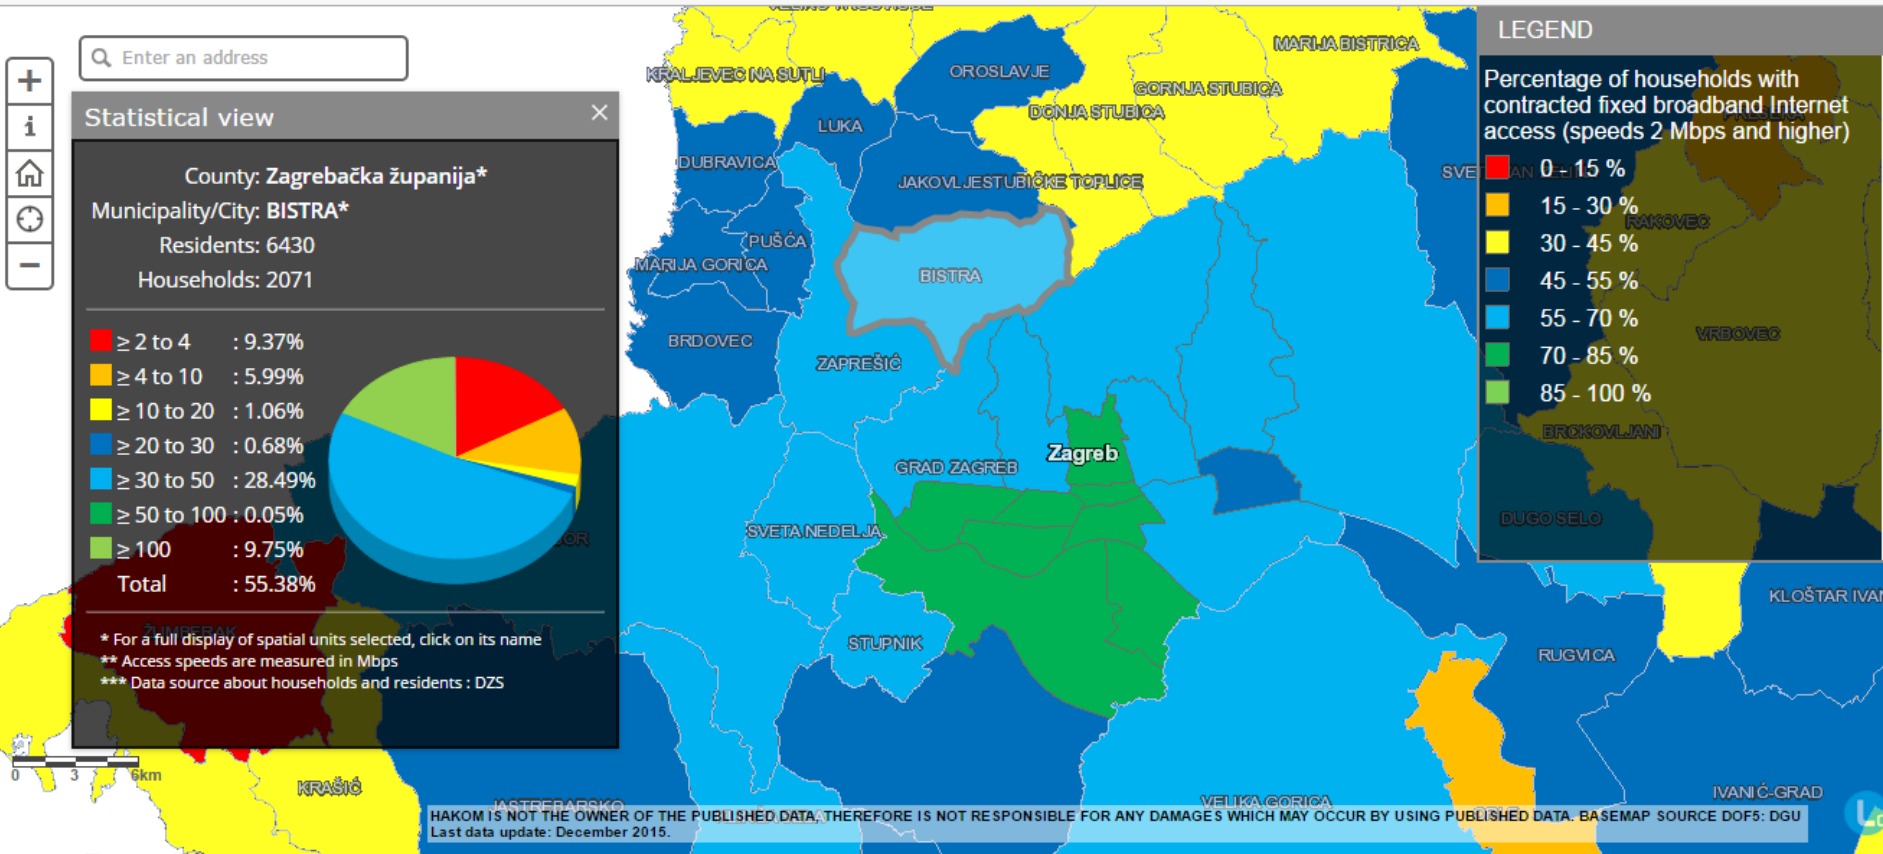 Enter an address
Statistical view
County: Zagrebačka županija*
Municipality/City: BISTRA*
Residents: 6430
Households: 2071
≥ 2 to 4 : 9.37%
≥ 4 to 10 : 5.99%
≥ 10 to 20 : 1.06%
≥ 20 to 30 : 0.68%
≥ 30 to 50 : 28.49%
≥ 50 to 100 : 0.05%
≥ 100 : 9.75%
Total : 55.38%
* For a full display of spatial units selected, click on its name
** Access speeds are measured in Mbps
*** Data source about households and residents : DZS
ŽUMBERAK
0 3 6km
KRAŠIĆ
JASTREBARSKO
KRALJEVEC NA SUTLI
OROSLAVJE
MARIJA BISTRICA
GORNJA STUBICA
DONJA STUBICA
LUKA
DUBRAVICA
JAKOVLJE
STUBIČKE TOPLICE
PUŠĆA
MARIJA GORICA
BISTRA
BRDOVEC
ZAPREŠIĆ
Zagreb
GRAD ZAGREB
SVETA NEDELJA
STUPNIK
VELIKA GORICA
RUGVICA
KLOŠTAR IVAN
IVANIĆ-GRAD
LEGEND
Percentage of households with
contracted fixed broadband Internet
access (speeds 2 Mbps and higher)
0 - 15 %
15 - 30 %
30 - 45 %
45 - 55 %
55 - 70 %
70 - 85 %
85 - 100 %
RAKOVEC
VRBOVEC
BRCKOVLJANI
DUGO SELO
HAKOM IS NOT THE OWNER OF THE PUBLISHED DATA, THEREFORE IS NOT RESPONSIBLE FOR ANY DAMAGES WHICH MAY OCCUR BY USING PUBLISHED DATA. BASEMAP SOURCE DOF5: DGU
Last data update: December 2015.